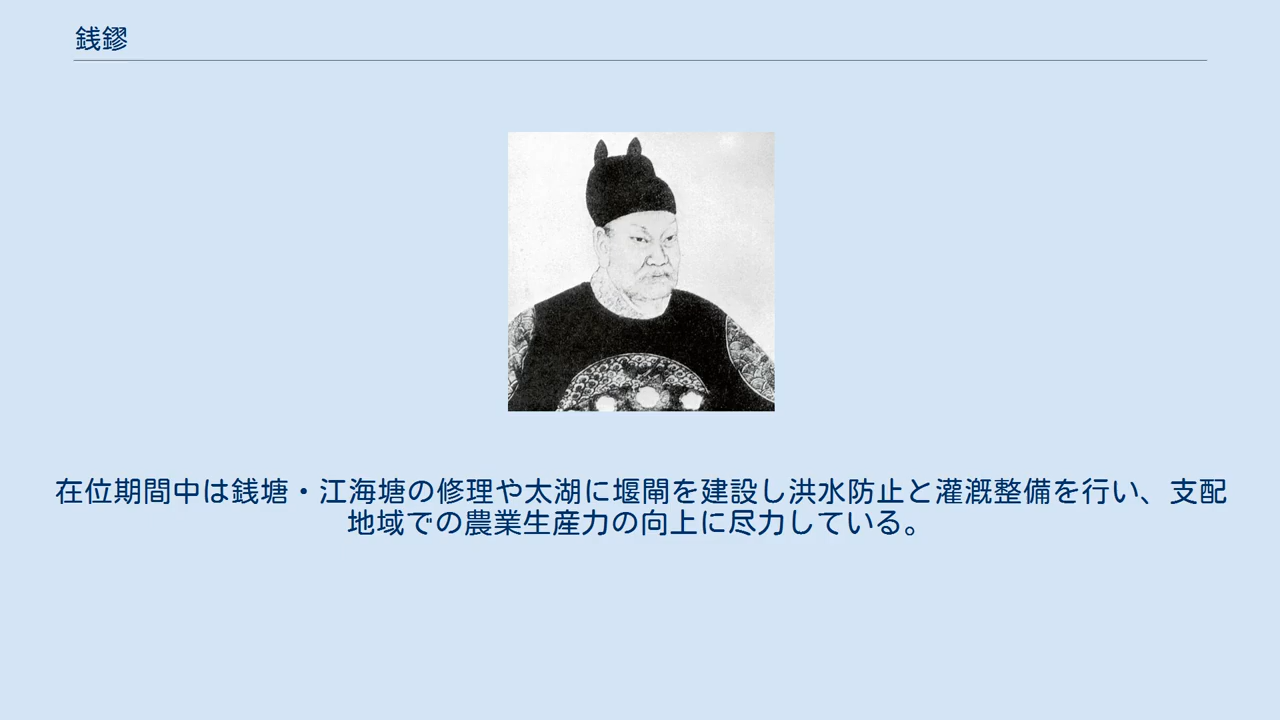 銭鏐
在位期間中は銭塘・江海塘の修理や太湖に堰閘を建設し洪水防止と灌漑整備を行い、支配
地域での農業生産力の向上に尽力している。